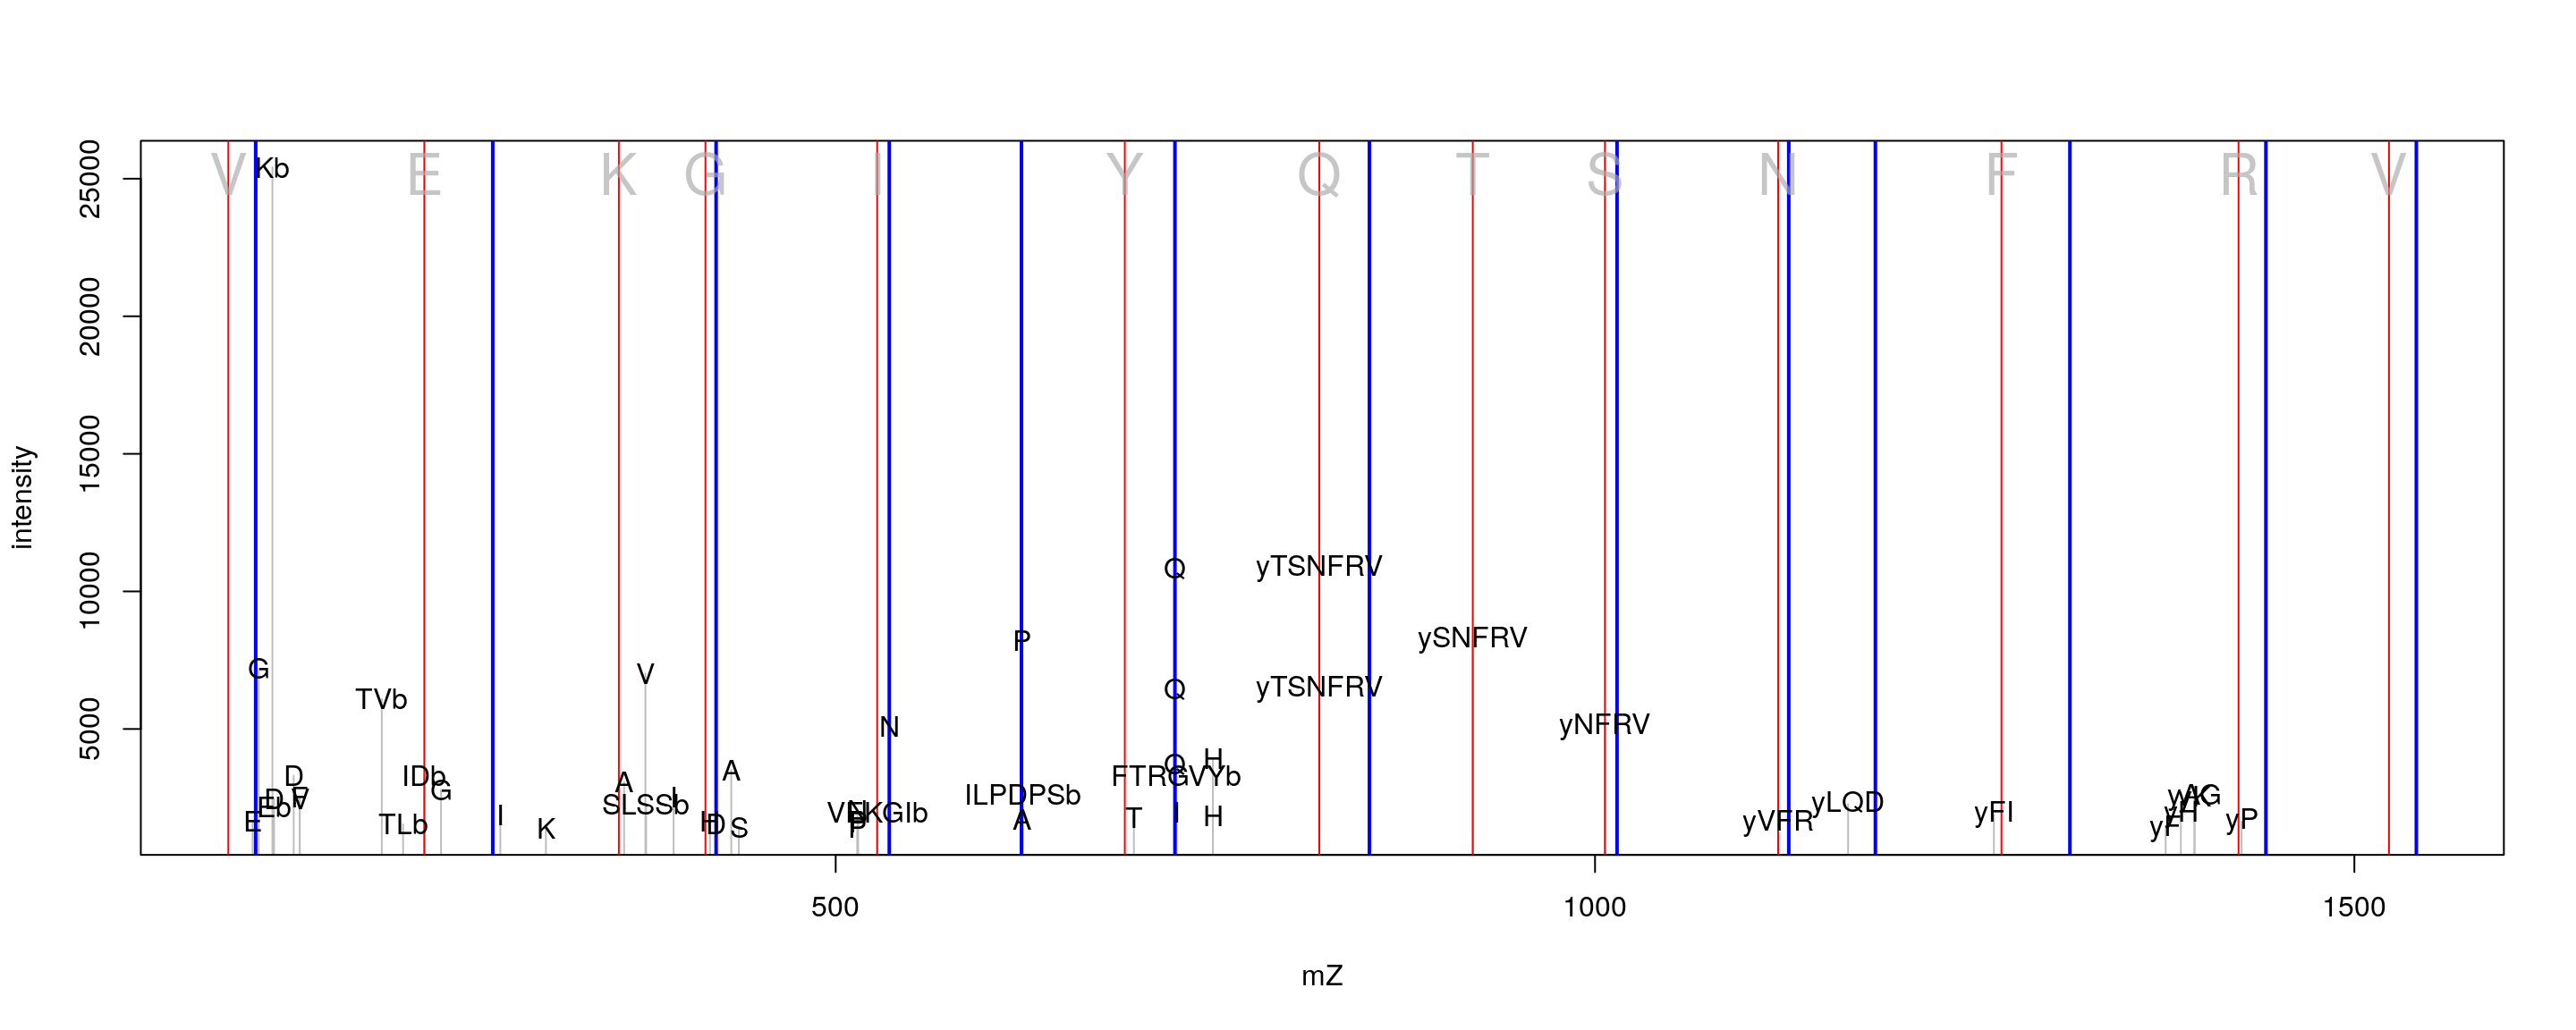 V E K G I Y Q T S N F R V
Kb
25000
20000
15000
10000
5000
intensity
Q yTSNFRV
P ySNFRV
G V Q yTSNFRV
TVb
N yNFRV
D IDb G A A Q H
FTRGVYb
D Eb V SLSSb I ILPDPSb yLQD
E TLb I K H D S P A T I H yVFR yFI yP
500 1000 1500
mZ